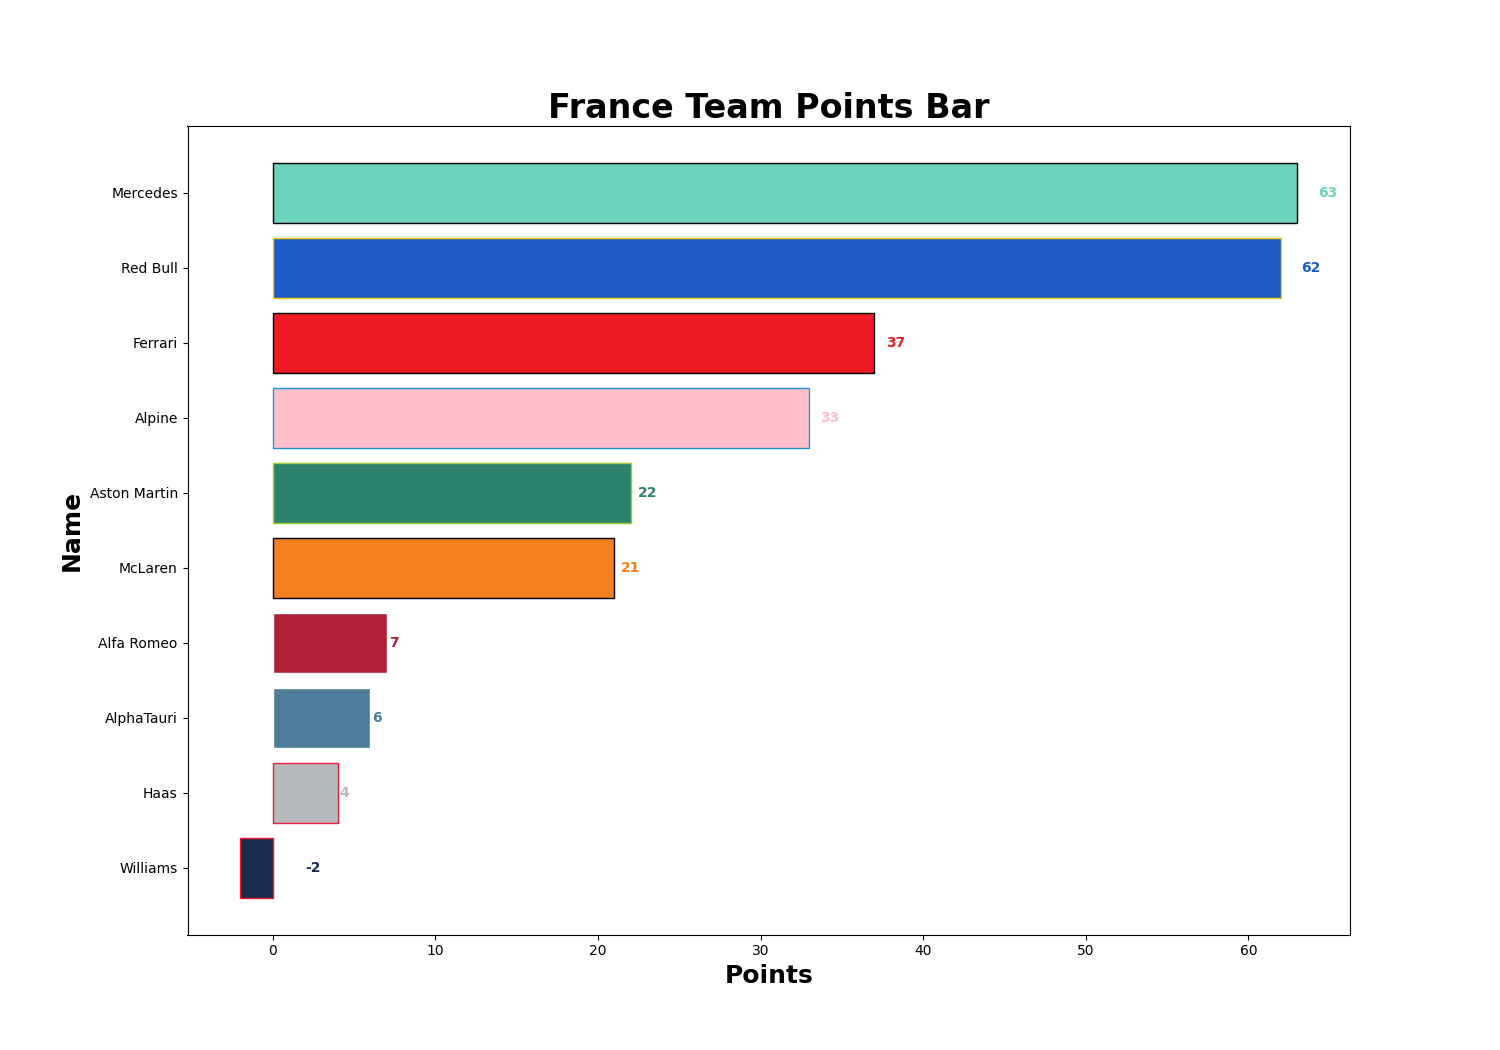 France Team Points Bar
Mercedes 63
Red Bull 62
Ferrari 37
Alpine 33
Aston Martin 22
McLaren 21
Alfa Romeo 7
AlphaTauri 6
Haas 4
Williams -2
Name
0 10 20 30 40 50 60
Points